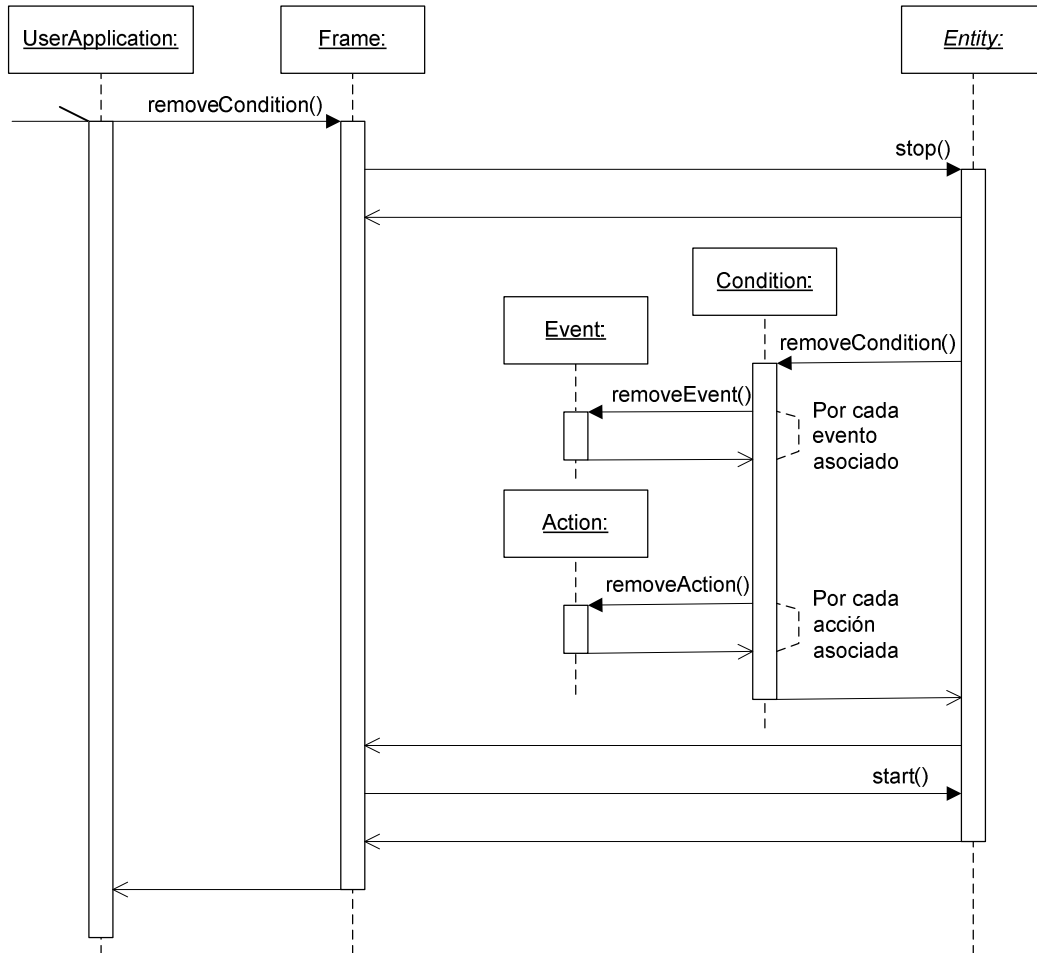 UserApplication:
Frame:
Entity:
removeCondition()
stop()
Condition:
Event:
removeCondition()
removeEvent()
Por cada
evento
asociado
Action:
removeAction()
Por cada
acción
asociada
start()